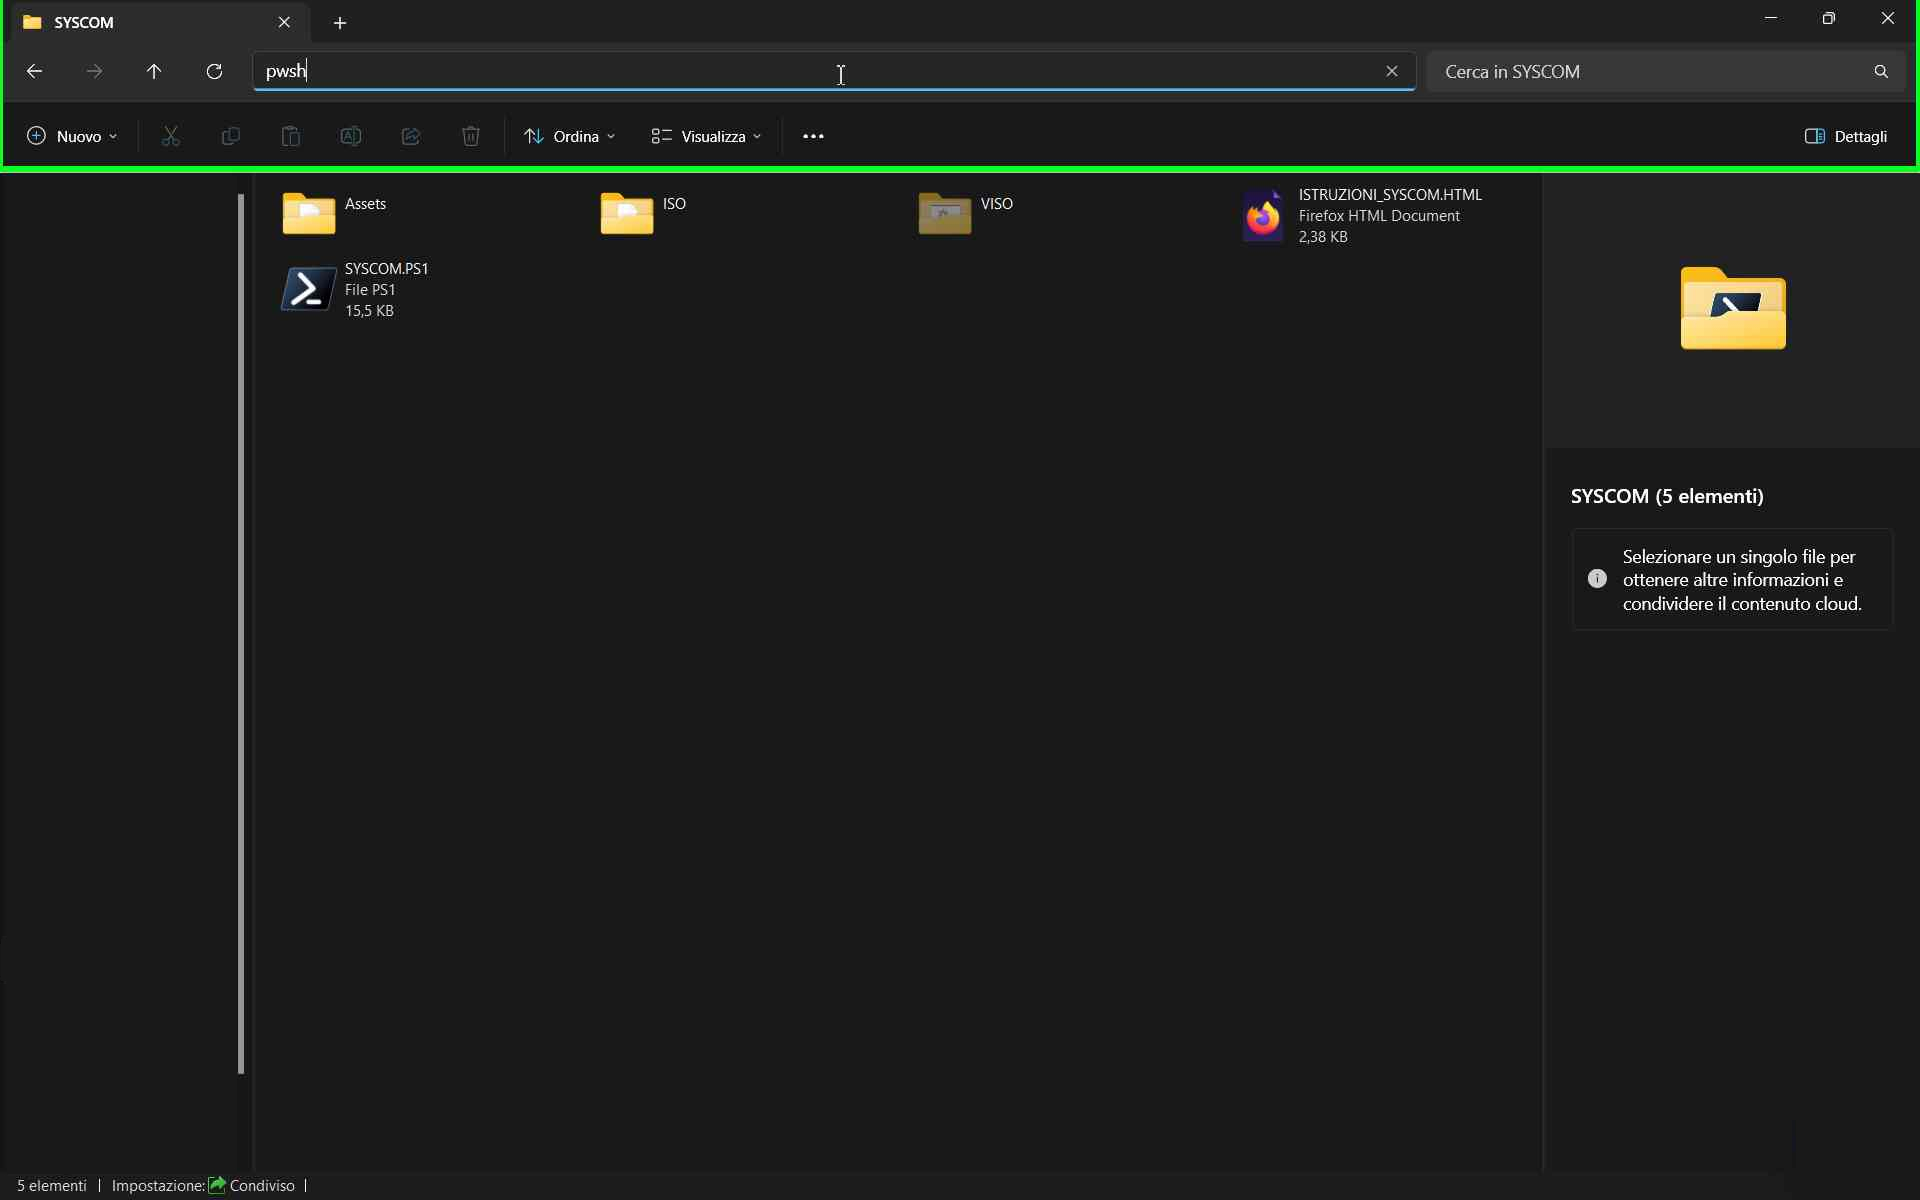 SYSCOM
pwsh
Cerca in SYSCOM
Nuovo
Ordina
Visualizza
Dettagli
Assets
ISO
VISO
ISTRUZIONI_SYSCOM.HTML
Firefox HTML Document
2,38 KB
SYSCOM.PS1
File PS1
15,5 KB
SYSCOM (5 elementi)
Selezionare un singolo file per
ottenere altre informazioni e
condividere il contenuto cloud.
5 elementi
Impostazione: Condiviso